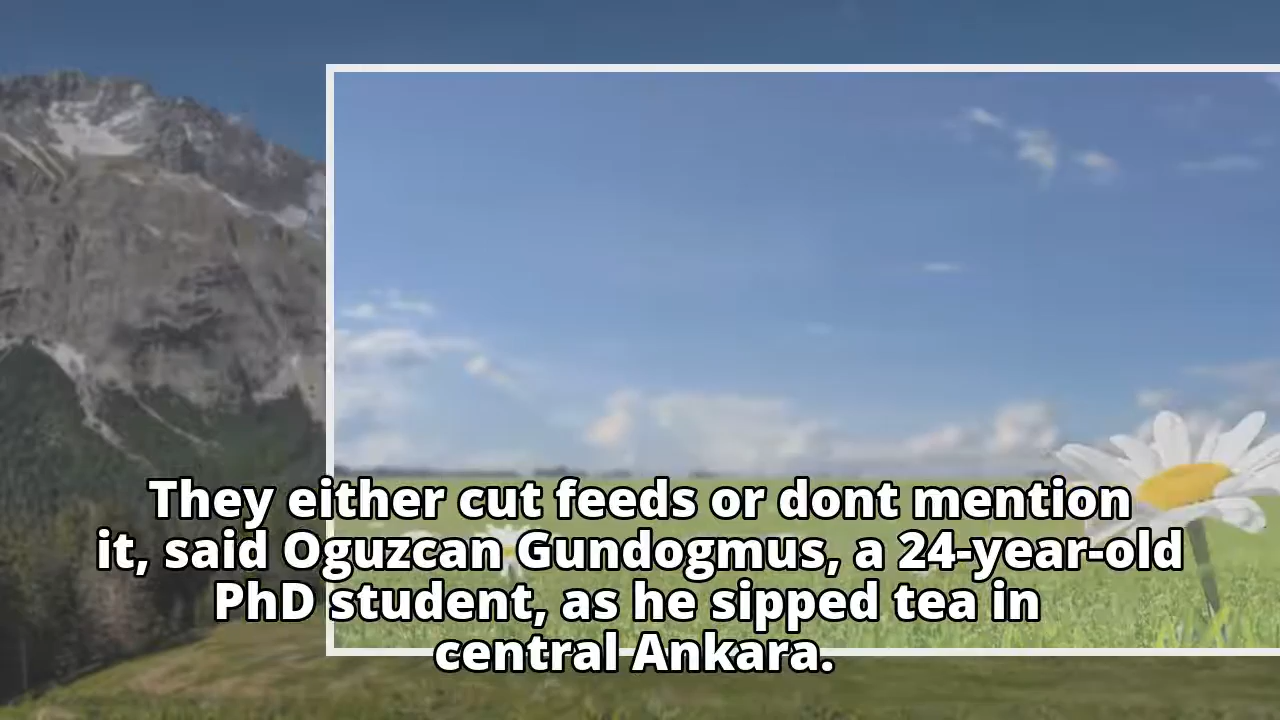 They either cut feeds or dont mention
it, said Oguzcan Gundogmus, a 24-year-old
PhD student, as he sipped tea in
central Ankara.